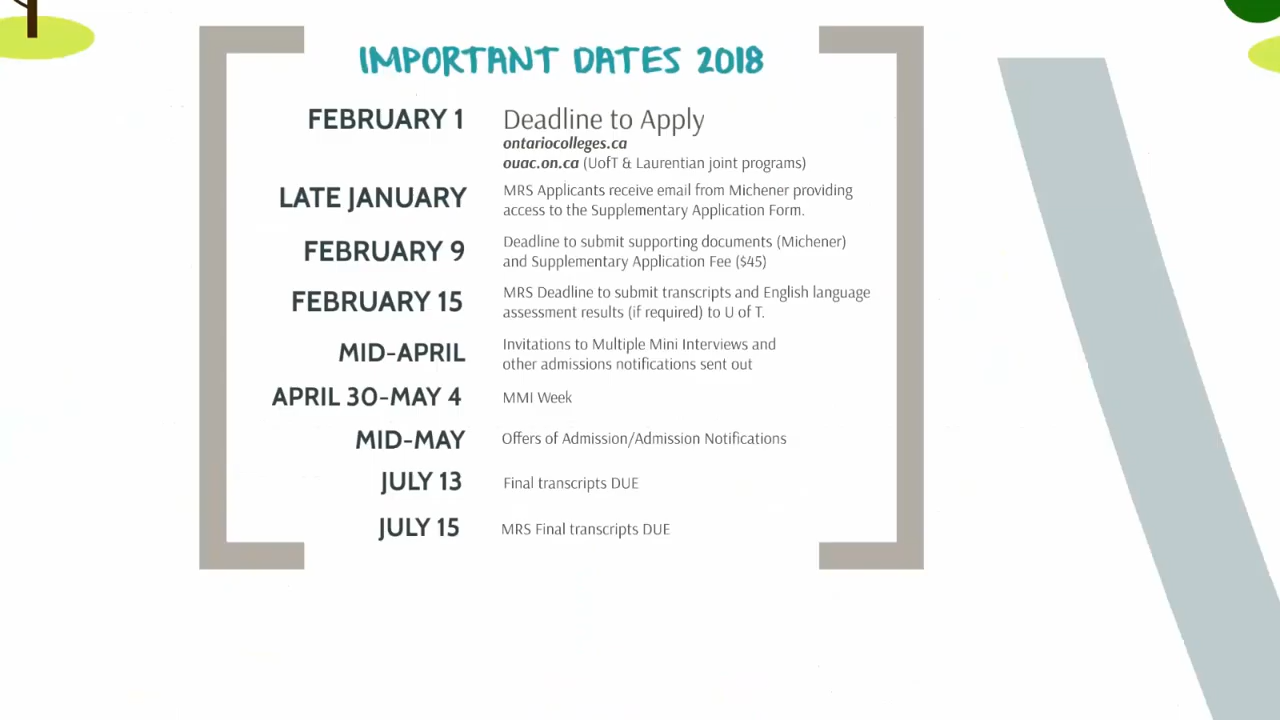 IMPORTANT DATES 2018
FEBRUARY 1
Deadline to Apply
ontariocolleges.ca
ouac.on.ca (UofT & Laurentian joint programs)
LATE JANUARY
MRS Applicants receive email from Michener providing
access to the Supplementary Application Form.
FEBRUARY 9
Deadline to submit supporting documents (Michener)
and Supplementary Application Fee ($45)
FEBRUARY 15
MRS Deadline to submit transcripts and English language
assessment results (if required) to U of T.
MID-APRIL
Invitations to Multiple Mini Interviews and
other admissions notifications sent out
APRIL 30-MAY 4
MMI Week
MID-MAY
Offers of Admission/Admission Notifications
JULY 13
Final transcripts DUE
JULY 15
MRS Final transcripts DUE